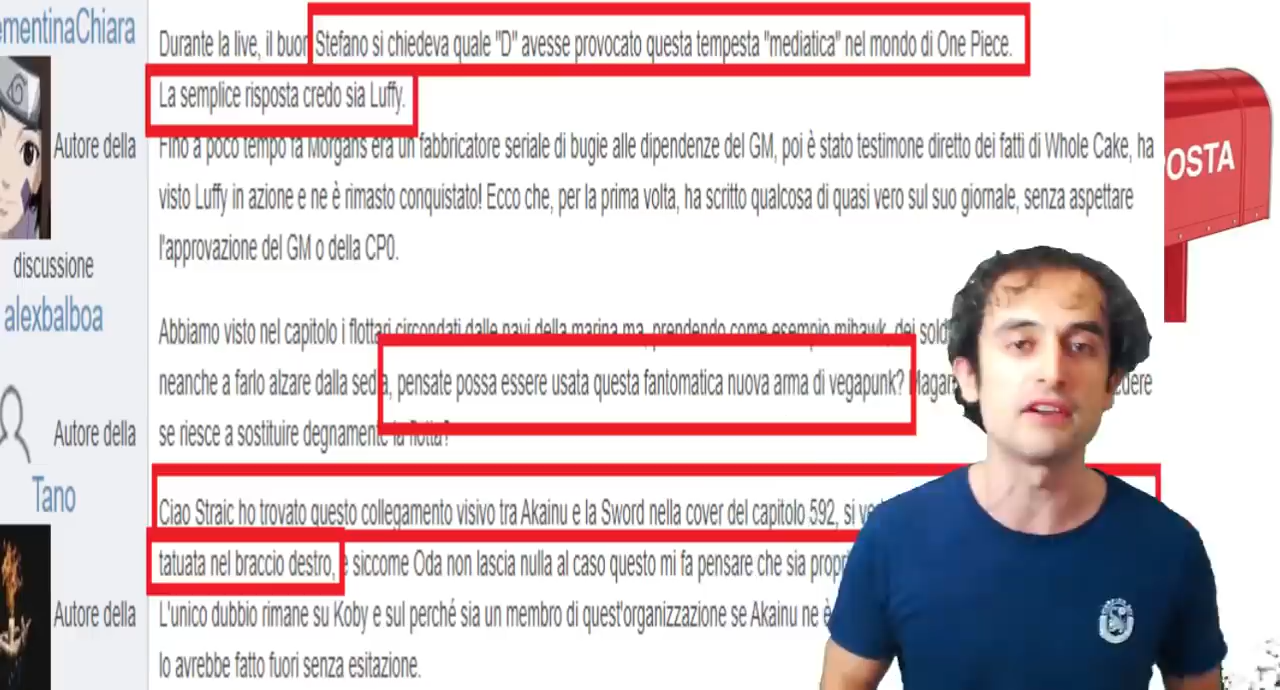 ementinaChiara
Durante la live, il buon Stefano si chiedeva quale "D" avesse provocato questa tempesta "mediatica" nel mondo di One Piece.
La semplice risposta credo sia Luffy.
Autore della
Fino a poco tempo fa Morgans era un fabbricatore seriale di bugie alle dipendenze del GM, poi è stato testimone diretto dei fatti di Whole Cake, ha
visto Luffy in azione e ne è rimasto conquistato! Ecco che, per la prima volta, ha scritto qualcosa di quasi vero sul suo giornale, senza aspettare
l'approvazione del GM o della CP0.
discussione
alexbalboa
Abbiamo visto nel capitolo i flottari circondati dalle navi della marina ma, prendendo come esempio mihawk, dei sold
neanche a farlo alzare dalla sedia, pensate possa essere usata questa fantomatica nuova arma di vegapunk? Magar edere
Autore della
se riesce a sostituire degnamente la flotta?
Tano
Ciao Straic ho trovato questo collegamento visivo tra Akainu e la Sword nella cover del capitolo 592, si ve
tatuata nel braccio destro, e siccome Oda non lascia nulla al caso questo mi fa pensare che sia propri
Autore della
L'unico dubbio rimane su Koby e sul perché sia un membro di quest'organizzazione se Akainu ne è
lo avrebbe fatto fuori senza esitazione.
OSTA